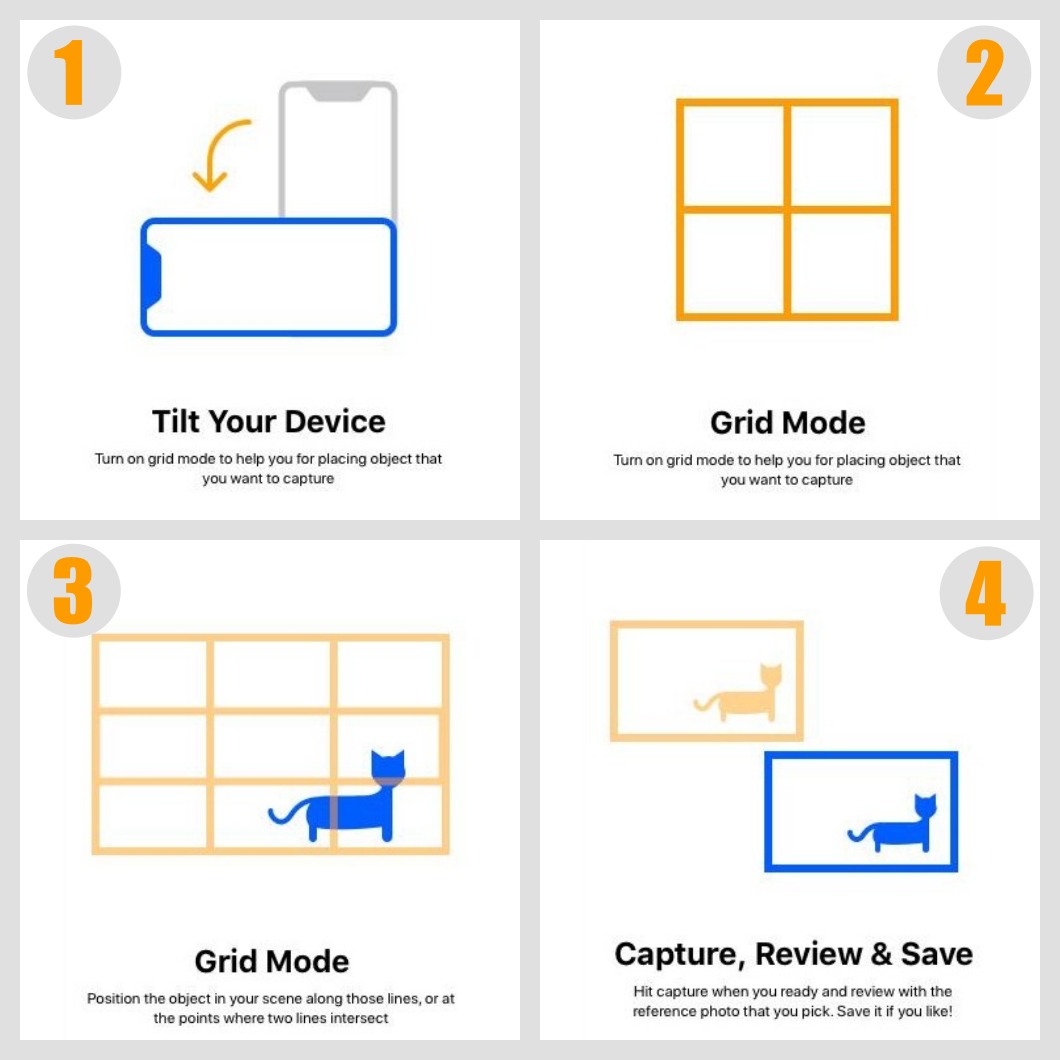 1
Tilt Your Device
Turn on grid mode to help you for placing object that
you want to capture
2
Grid Mode
Turn on grid mode to help you for placing object that
you want to capture
3
Grid Mode
Position the object in your scene along those lines, or at
the points where two lines intersect
4
Capture, Review & Save
Hit capture when you ready and review with the
reference photo that you pick. Save it if you like!